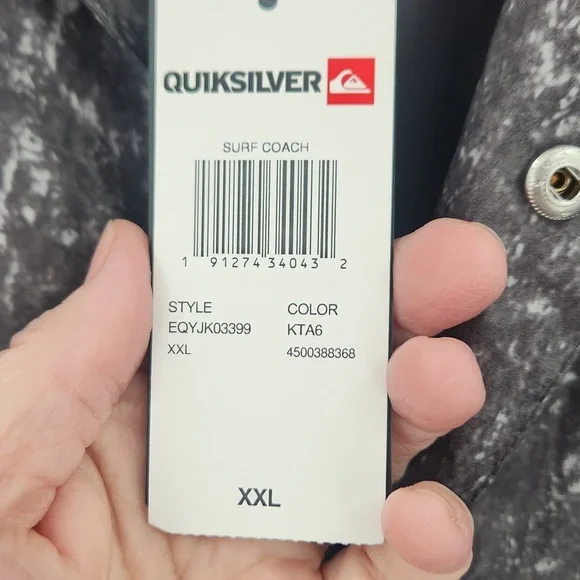 QUIKSILVER
SURF COACH
1 91274 34043 2
STYLE COLOR
EQYJK03399 KTA6
XXL 4500388368
XXL